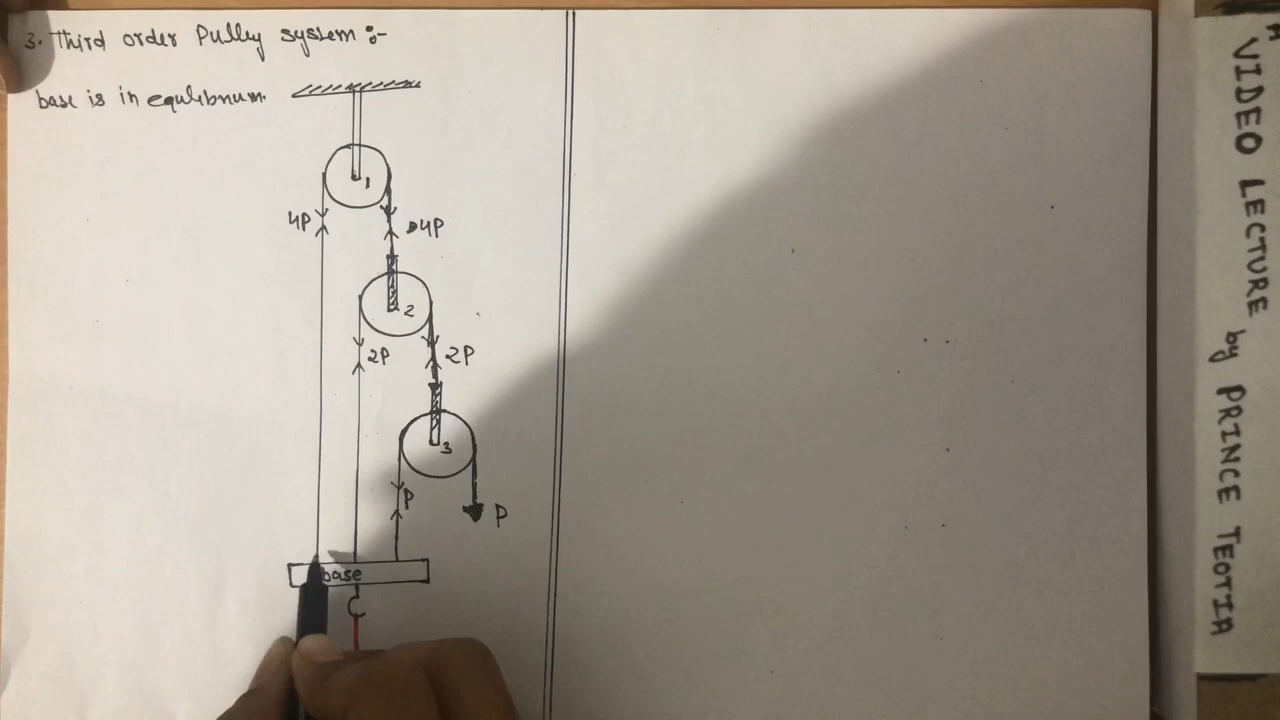 3. Third order Pulley system :-
base is in equlibrium.
1
4P
4P
2
2P
2P
3
P
P
base
VIDEO LECTURE by PRINCE TEOTIA